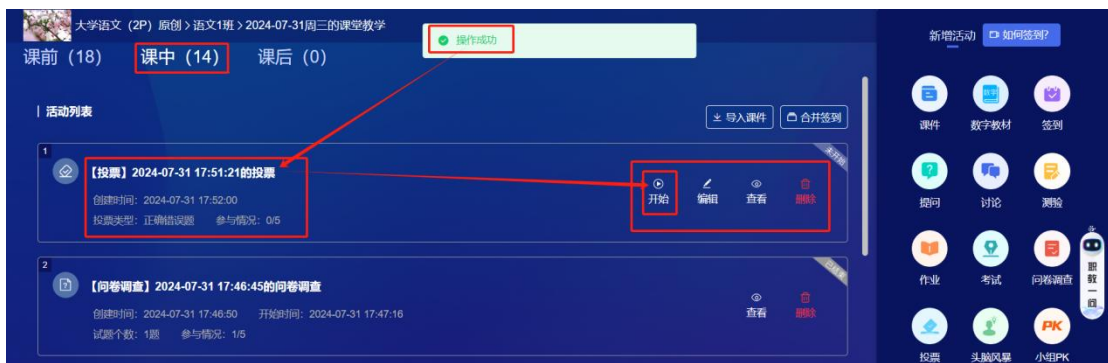 大学语文（2P）原创 > 语文1班 > 2024-07-31周三的课堂教学
操作成功
新增活动 如何签到?
课前（18） 课中（14） 课后（0）
活动列表
导入课件 合并签到
课件 数字教材 签到
1
未开始
【投票】2024-07-31 17:51:21的投票
创建时间：2024-07-31 17:52:00
投票类型：正确错误题 参与情况：0/5
开始 编辑 查看 删除
提问 讨论 测验
2
已结束
【问卷调查】2024-07-31 17:46:45的问卷调查
创建时间：2024-07-31 17:46:50 开始时间：2024-07-31 17:47:16
试题个数：1题 参与情况：1/5
查看 删除
作业 考试 问卷调查
职教一问
PK
投票 头脑风暴 小组PK